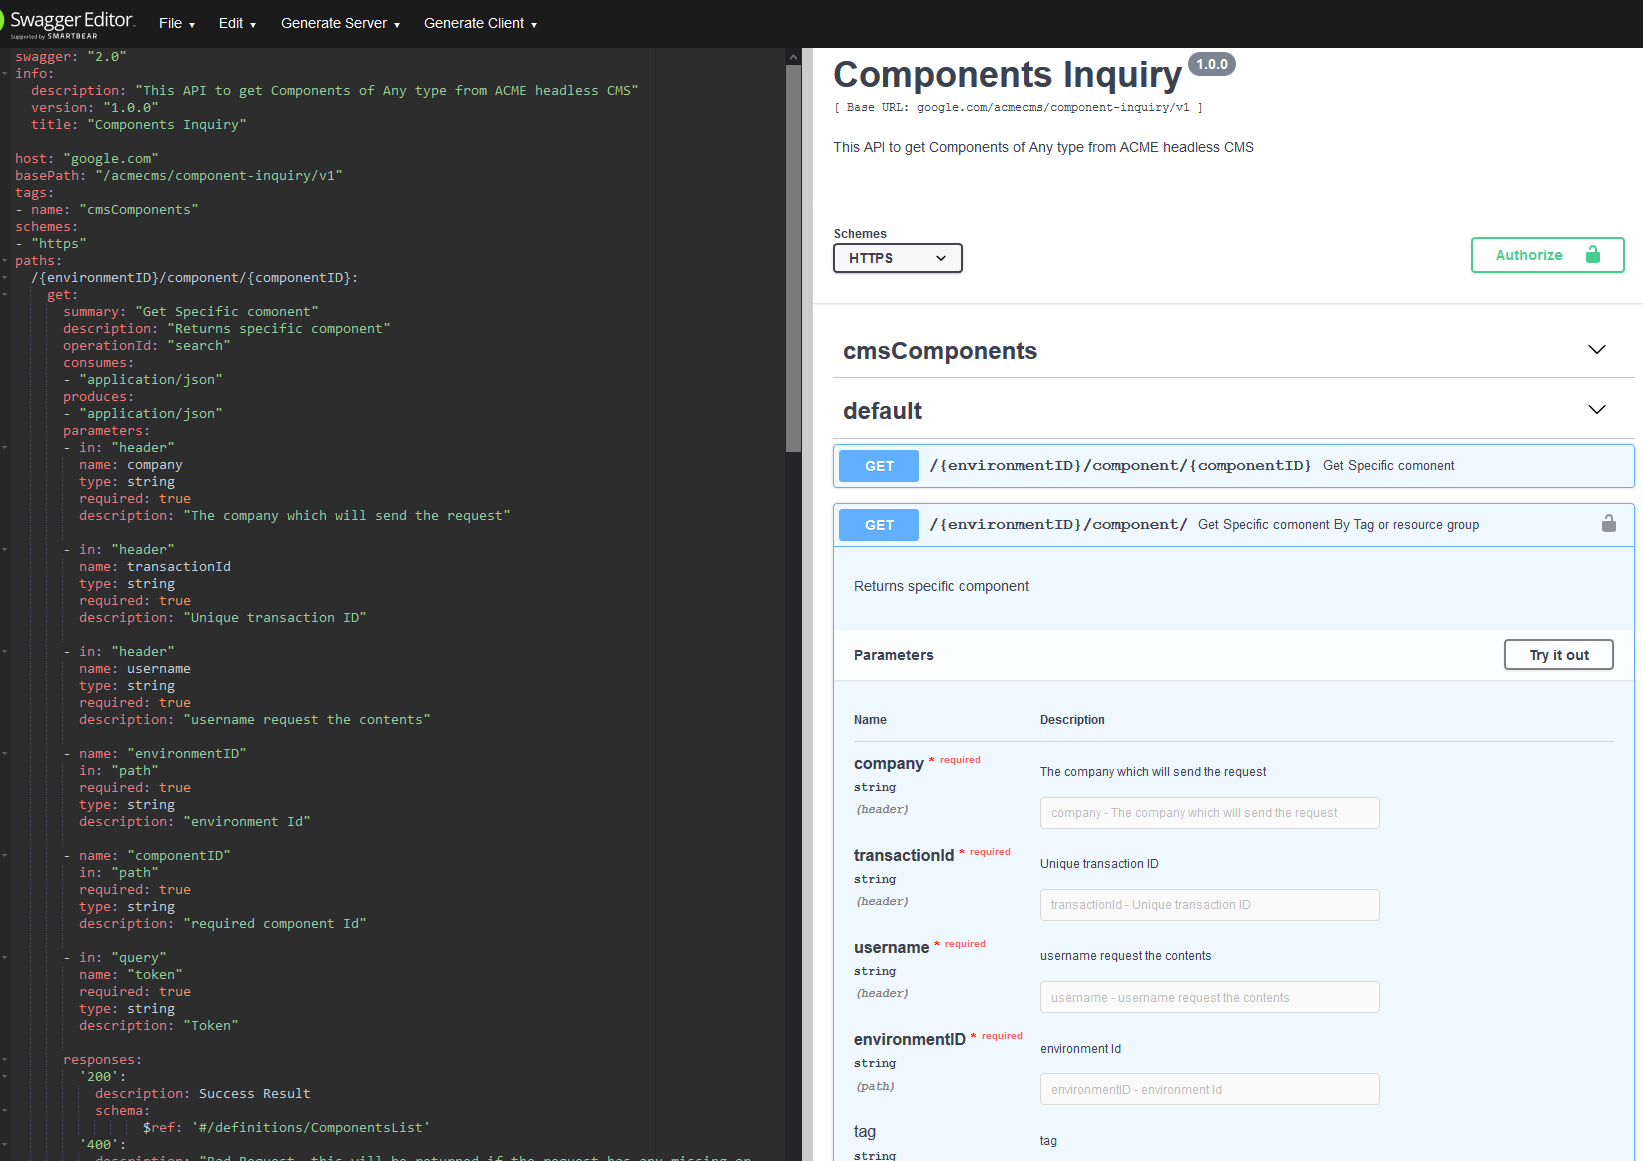 Swagger Editor.
Supported by SMARTBEAR
File
Edit
Generate Server
Generate Client
swagger: "2.0"
info:
description: "This API to get Components of Any type from ACME headless CMS"
version: "1.0.0"
title: "Components Inquiry"
host: "google.com"
basePath: "/acmecms/component-inquiry/v1"
tags:
- name: "cmsComponents"
schemes:
- "https"
paths:
/{environmentID}/component/{componentID}:
get:
summary: "Get Specific comonent"
description: "Returns specific component"
operationId: "search"
consumes:
- "application/json"
produces:
- "application/json"
parameters:
- in: "header"
name: company
type: string
required: true
description: "The company which will send the request"
- in: "header"
name: transactionId
type: string
required: true
description: "Unique transaction ID"
- in: "header"
name: username
type: string
required: true
description: "username request the contents"
- name: "environmentID"
in: "path"
required: true
type: string
description: "environment Id"
- name: "componentID"
in: "path"
required: true
type: string
description: "required component Id"
- in: "query"
name: "token"
required: true
type: string
description: "Token"
responses:
'200':
description: Success Result
schema:
$ref: '#/definitions/ComponentsList'
'400':
description: "Bad Request, this will be returned if the request has any missing or
Components Inquiry 1.0.0
[ Base URL: google.com/acmecms/component-inquiry/v1 ]
This API to get Components of Any type from ACME headless CMS
Schemes
HTTPS
Authorize
cmsComponents
default
GET /{environmentID}/component/{componentID} Get Specific comonent
GET /{environmentID}/component/ Get Specific comonent By Tag or resource group
Returns specific component
Parameters
Try it out
Name Description
company * required
string
(header)
The company which will send the request
company - The company which will send the request
transactionId * required
string
(header)
Unique transaction ID
transactionId - Unique transaction ID
username * required
string
(header)
username request the contents
username - username request the contents
environmentID * required
string
(path)
environment Id
environmentID - environment Id
tag
string
tag